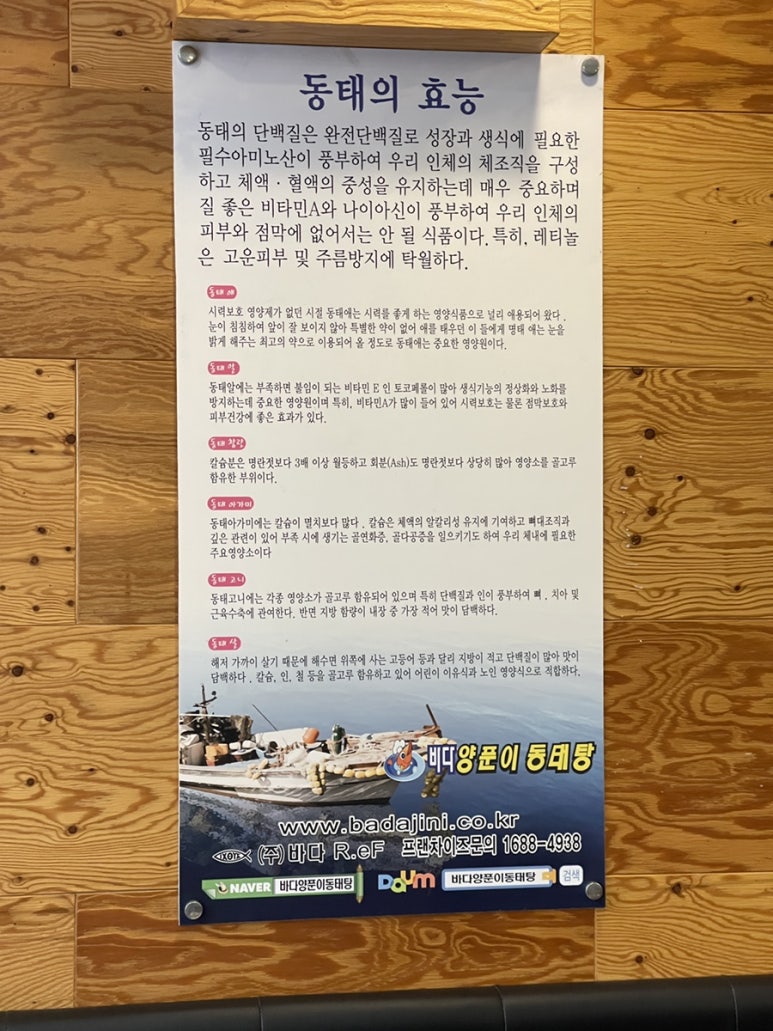 동태의 효능
동태의 단백질은 완전단백질로 성장과 생식에 필요한
필수아미노산이 풍부하여 우리 인체의 체조직을 구성
하고 체액·혈액의 중성을 유지하는데 매우 중요하며
질 좋은 비타민A와 나이아신이 풍부하여 우리 인체의
피부와 점막에 없어서는 안 될 식품이다. 특히, 레티놀
은 고운피부 및 주름방지에 탁월하다.
동태 애
시력보호 영양제가 없던 시절 동태애는 시력를 좋게 하는 영양식품으로 널리 애용되어 왔다.
눈이 침침하여 앞이 잘 보이지 않아 특별한 약이 없어 애를 태우던 이 들에게 명태 애는 눈을
밝게 해주는 최고의 약으로 이용되어 올 정도로 동태애는 중요한 영양원이다.
동태 알
동태알에는 부족하면 불임이 되는 비타민 E 인 토코페롤이 많아 생식기능의 정상화와 노화를
방지하는데 중요한 영양원이며 특히, 비타민A가 많이 들어 있어 시력보호는 물론 점막보호와
피부건강에 좋은 효과가 있다.
동태 창란
칼슘분은 명란젓보다 3배 이상 월등하고 회분(Ash)도 명란젓보다 상당히 많아 영양소를 골고루
함유한 부위이다.
동태 아가미
동태아가미에는 칼슘이 멸치보다 많다. 칼슘은 체액의 알칼리성 유지에 기여하고 뼈대조직과
깊은 관련이 있어 부족 시에 생기는 골연화증, 골다공증을 일으키기도 하여 우리 체내에 필요한
주요영양소이다
동태 고니
동태고니에는 각종 영양소가 골고루 함유되어 있으며 특히 단백질과 인이 풍부하여 뼈, 치아 및
근육수축에 관여한다. 반면 지방 함량이 내장 중 가장 적어 맛이 담백하다.
동태 살
해저 가까이 살기 때문에 해수면 위쪽에 사는 고등어 등과 달리 지방이 적고 단백질이 많아 맛이
담백하다. 칼슘, 인, 철 등을 골고루 함유하고 있어 어린이 이유식과 노인 영양식으로 적합하다.
바다양푼이 동태탕
www.badajini.co.kr
ΙΧΘΥΣ (주)바다 R.eF 프랜차이즈문의 1688-4938
NAVER 바다양푼이동태탕 Daum 바다양푼이동태탕 검색